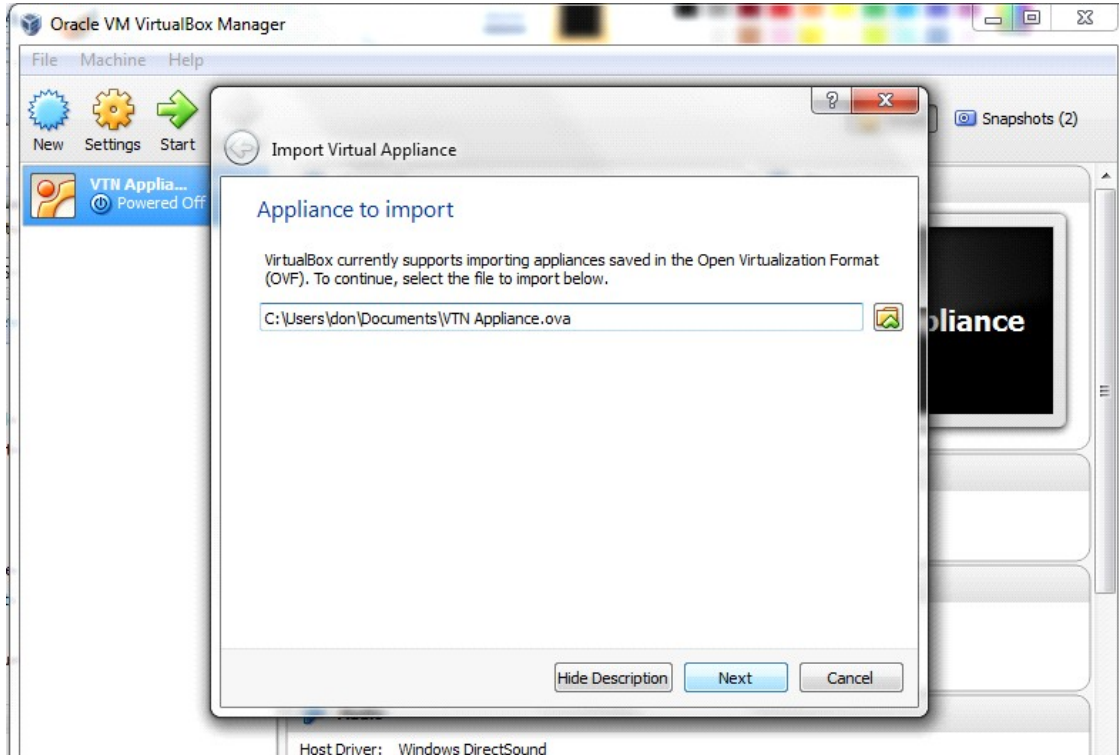 Oracle VM VirtualBox Manager
File Machine Help
New Settings Start
Snapshots (2)
VTN Applia...
Powered Off
Import Virtual Appliance
Appliance to import
VirtualBox currently supports importing appliances saved in the Open Virtualization Format
(OVF). To continue, select the file to import below.
C:\Users\don\Documents\VTN Appliance.ova
pliance
Hide Description Next Cancel
Host Driver: Windows DirectSound